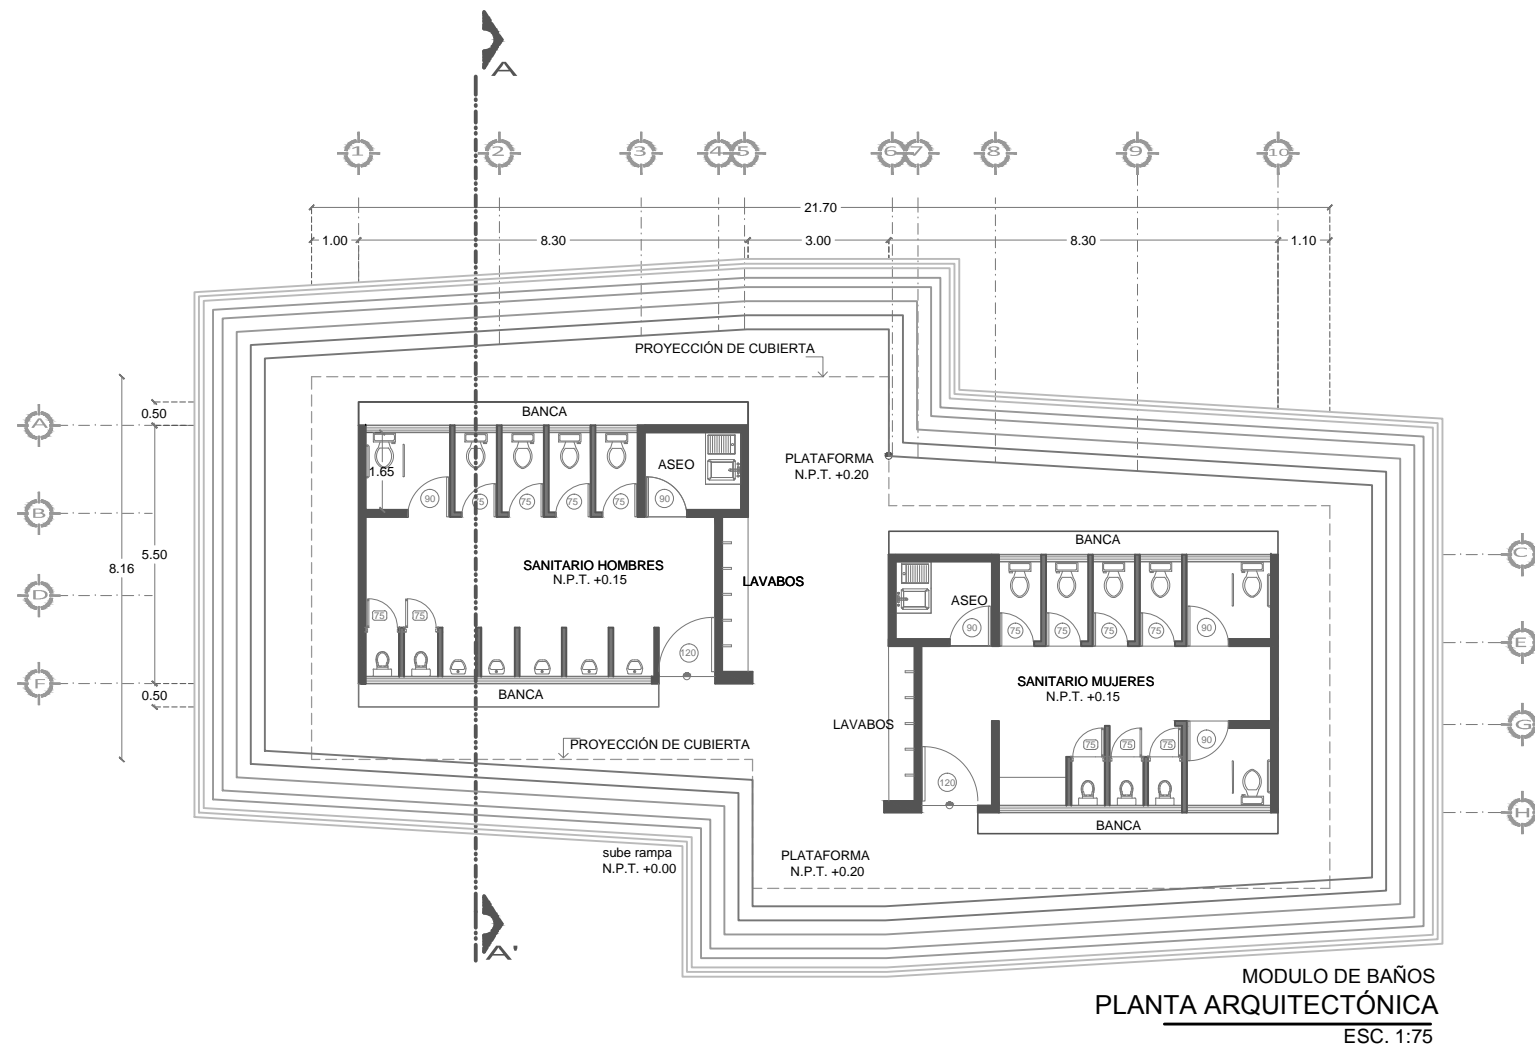 A
1 2 3 4 5 6 7 8 9 10
21.70
1.00 8.30 3.00 8.30 1.10
PROYECCIÓN DE CUBIERTA
0.50
BANCA
A
1.65
ASEO
PLATAFORMA
N.P.T. +0.20
90 75 75 75 75 90
B
BANCA
5.50
8.16
SANITARIO HOMBRES
N.P.T. +0.15
LAVABOS
C
D
ASEO
75 75
90 75 75 75 75 90
E
120
F
0.50
BANCA
SANITARIO MUJERES
N.P.T. +0.15
LAVABOS
G
PROYECCIÓN DE CUBIERTA
75 75 75 90
120
H
BANCA
sube rampa
N.P.T. +0.00
PLATAFORMA
N.P.T. +0.20
A'
MODULO DE BAÑOS
PLANTA ARQUITECTÓNICA
ESC. 1:75